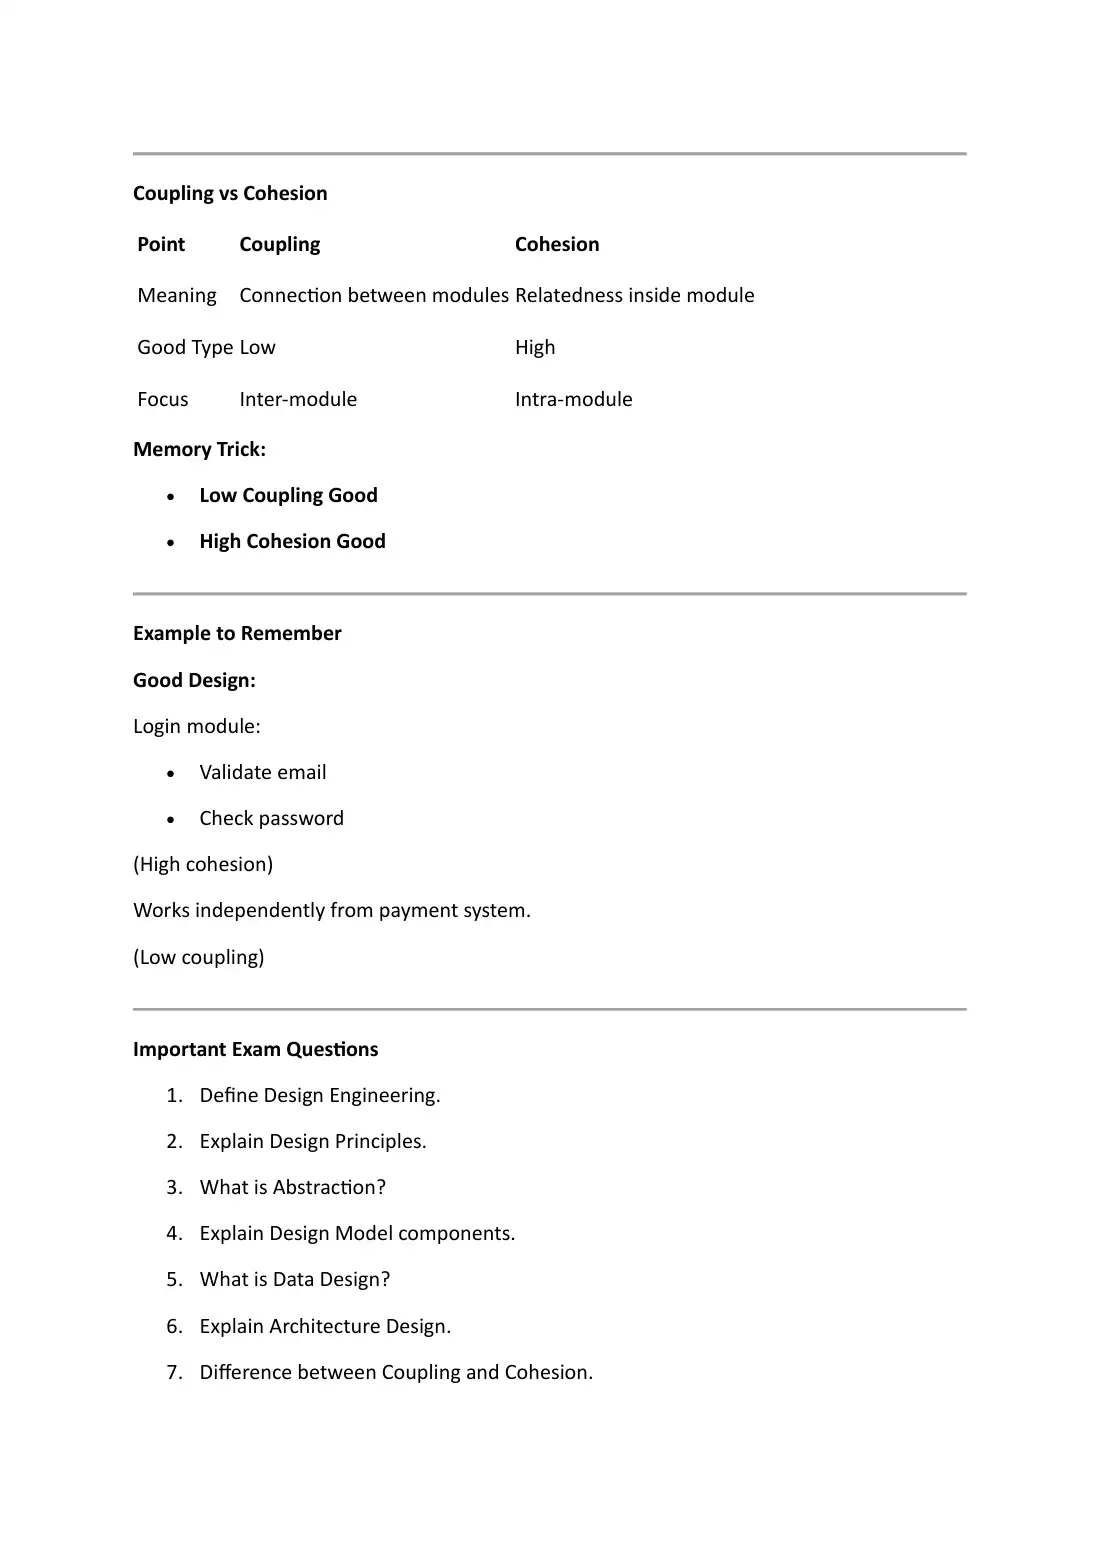 Coupling vs Cohesion
Point Coupling Cohesion
Meaning Connection between modules Relatedness inside module
Good Type Low High
Focus Inter-module Intra-module
Memory Trick:
• Low Coupling Good
• High Cohesion Good
Example to Remember
Good Design:
Login module:
• Validate email
• Check password
(High cohesion)
Works independently from payment system.
(Low coupling)
Important Exam Questions
1. Define Design Engineering.
2. Explain Design Principles.
3. What is Abstraction?
4. Explain Design Model components.
5. What is Data Design?
6. Explain Architecture Design.
7. Difference between Coupling and Cohesion.